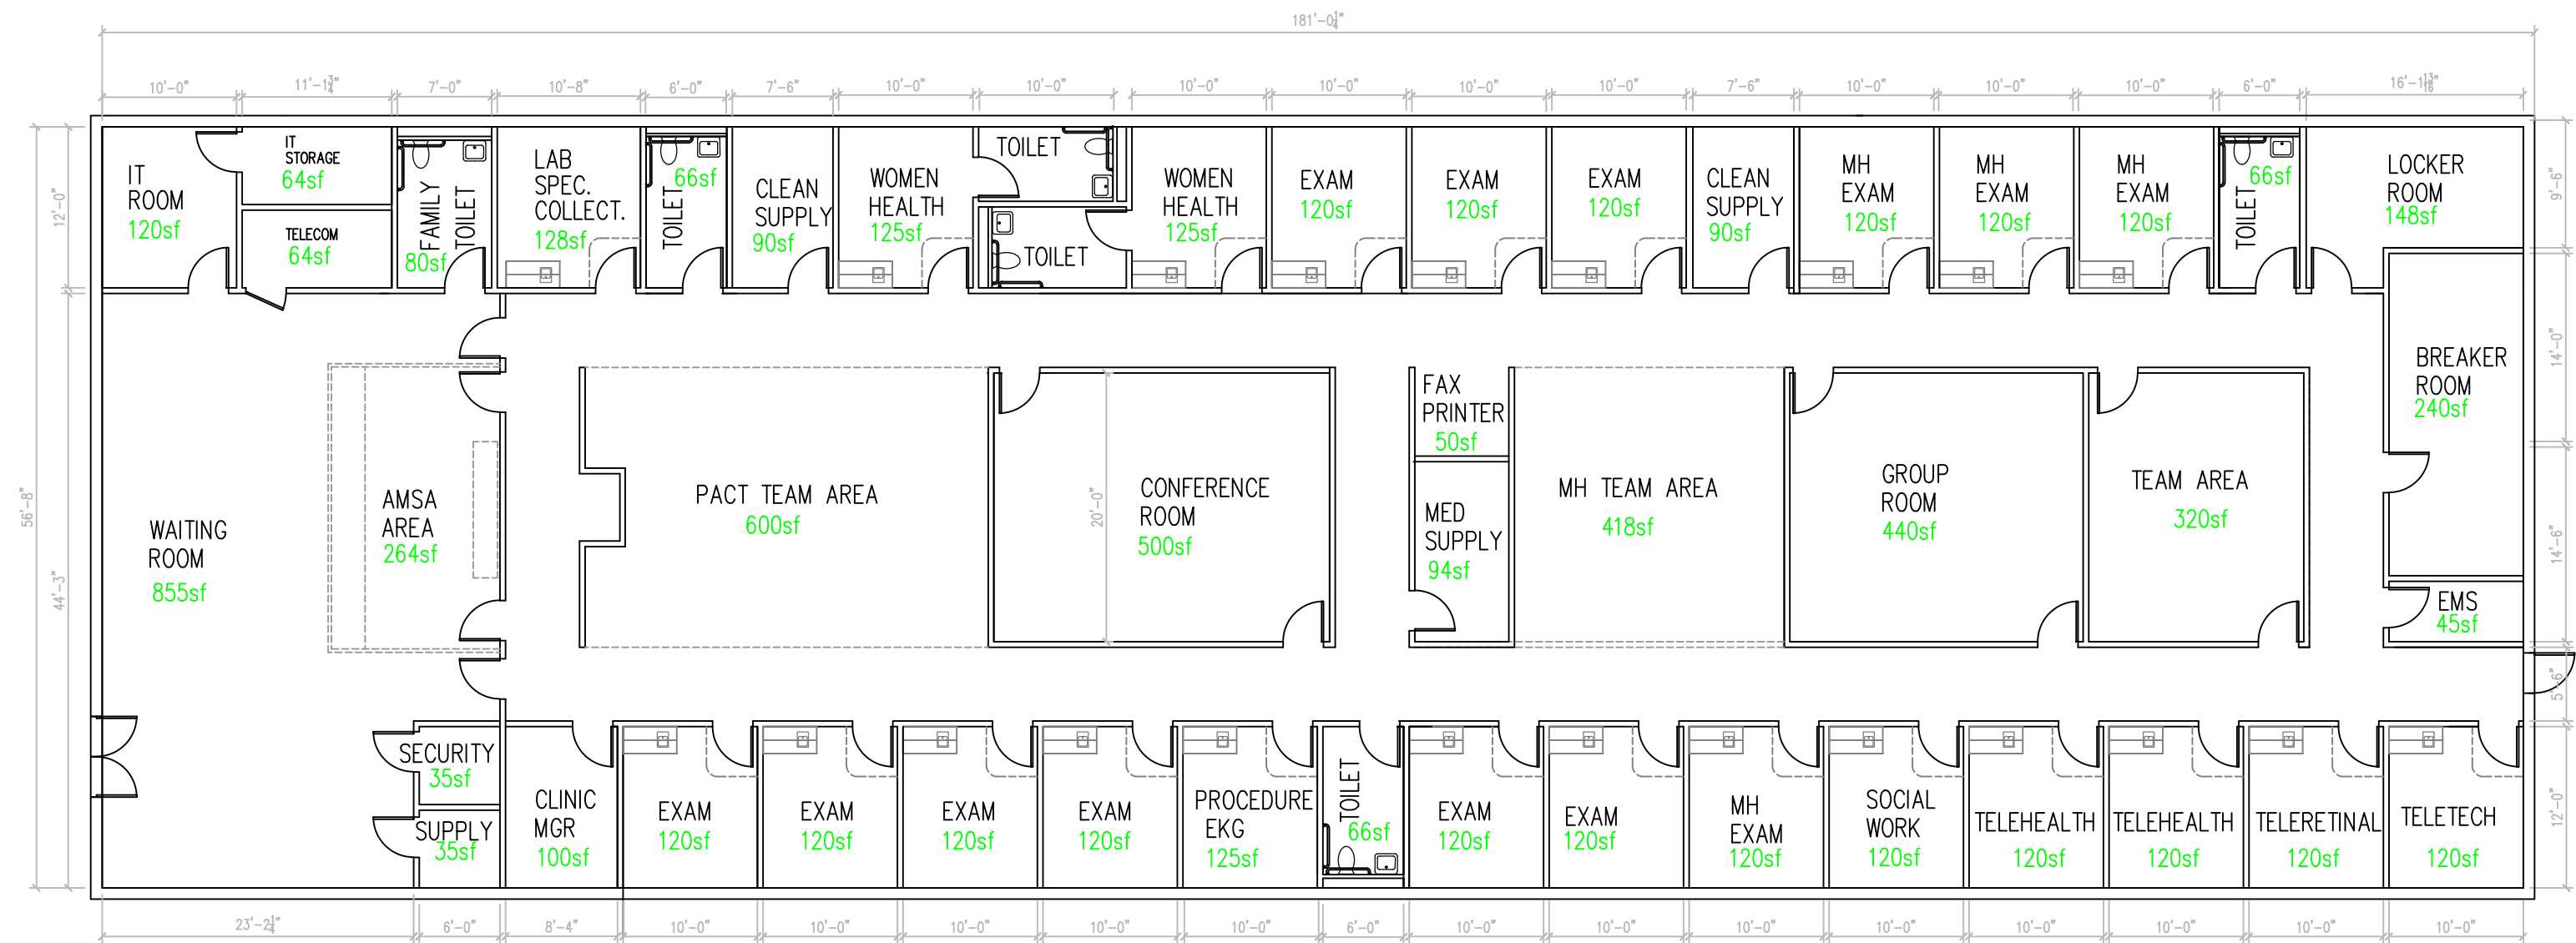 181'-0¼"
10'-0"
11'-1¾"
7'-0"
10'-8"
6'-0"
7'-6"
10'-0"
10'-0"
10'-0"
10'-0"
10'-0"
10'-0"
7'-6"
10'-0"
10'-0"
10'-0"
6'-0"
16'-113/16"
IT
ROOM
120sf
IT
STORAGE
64sf
TELECOM
64sf
FAMILY
TOILET
80sf
LAB
SPEC.
COLLECT.
128sf
TOILET
66sf
CLEAN
SUPPLY
90sf
WOMEN
HEALTH
125sf
TOILET
TOILET
WOMEN
HEALTH
125sf
EXAM
120sf
EXAM
120sf
EXAM
120sf
CLEAN
SUPPLY
90sf
MH
EXAM
120sf
MH
EXAM
120sf
MH
EXAM
120sf
TOILET
66sf
LOCKER
ROOM
148sf
12'-0"
9'-6"
56'-8"
44'-3"
WAITING
ROOM
855sf
AMSA
AREA
264sf
PACT TEAM AREA
600sf
20'-0"
CONFERENCE
ROOM
500sf
FAX
PRINTER
50sf
MED
SUPPLY
94sf
MH TEAM AREA
418sf
GROUP
ROOM
440sf
TEAM AREA
320sf
BREAKER
ROOM
240sf
EMS
45sf
14'-0"
14'-6"
5'-6"
12'-0"
SECURITY
35sf
SUPPLY
35sf
CLINIC
MGR
100sf
EXAM
120sf
EXAM
120sf
EXAM
120sf
EXAM
120sf
PROCEDURE
EKG
125sf
TOILET
66sf
EXAM
120sf
EXAM
120sf
MH
EXAM
120sf
SOCIAL
WORK
120sf
TELEHEALTH
120sf
TELEHEALTH
120sf
TELERETINAL
120sf
TELETECH
120sf
23'-2¼"
6'-0"
8'-4"
10'-0"
10'-0"
10'-0"
10'-0"
10'-0"
6'-0"
10'-0"
10'-0"
10'-0"
10'-0"
10'-0"
10'-0"
10'-0"
10'-0"